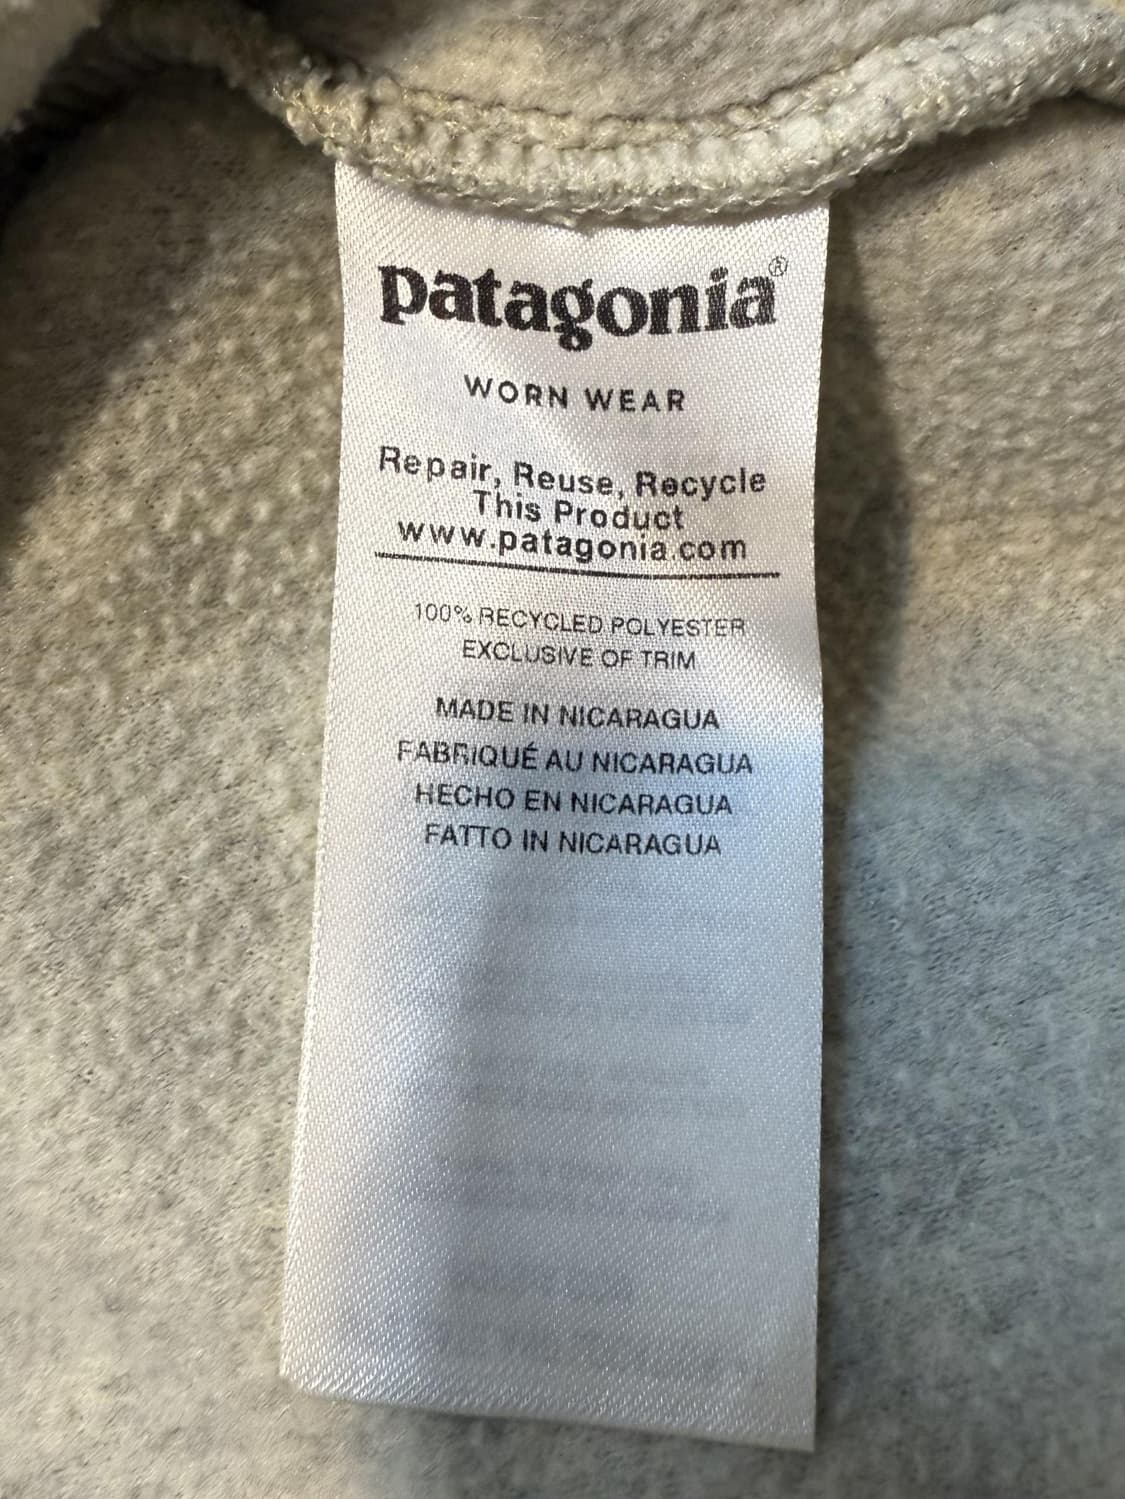 patagonia®
WORN WEAR
Repair, Reuse, Recycle
This Product
www.patagonia.com
100% RECYCLED POLYESTER
EXCLUSIVE OF TRIM
MADE IN NICARAGUA
FABRIQUÉ AU NICARAGUA
HECHO EN NICARAGUA
FATTO IN NICARAGUA